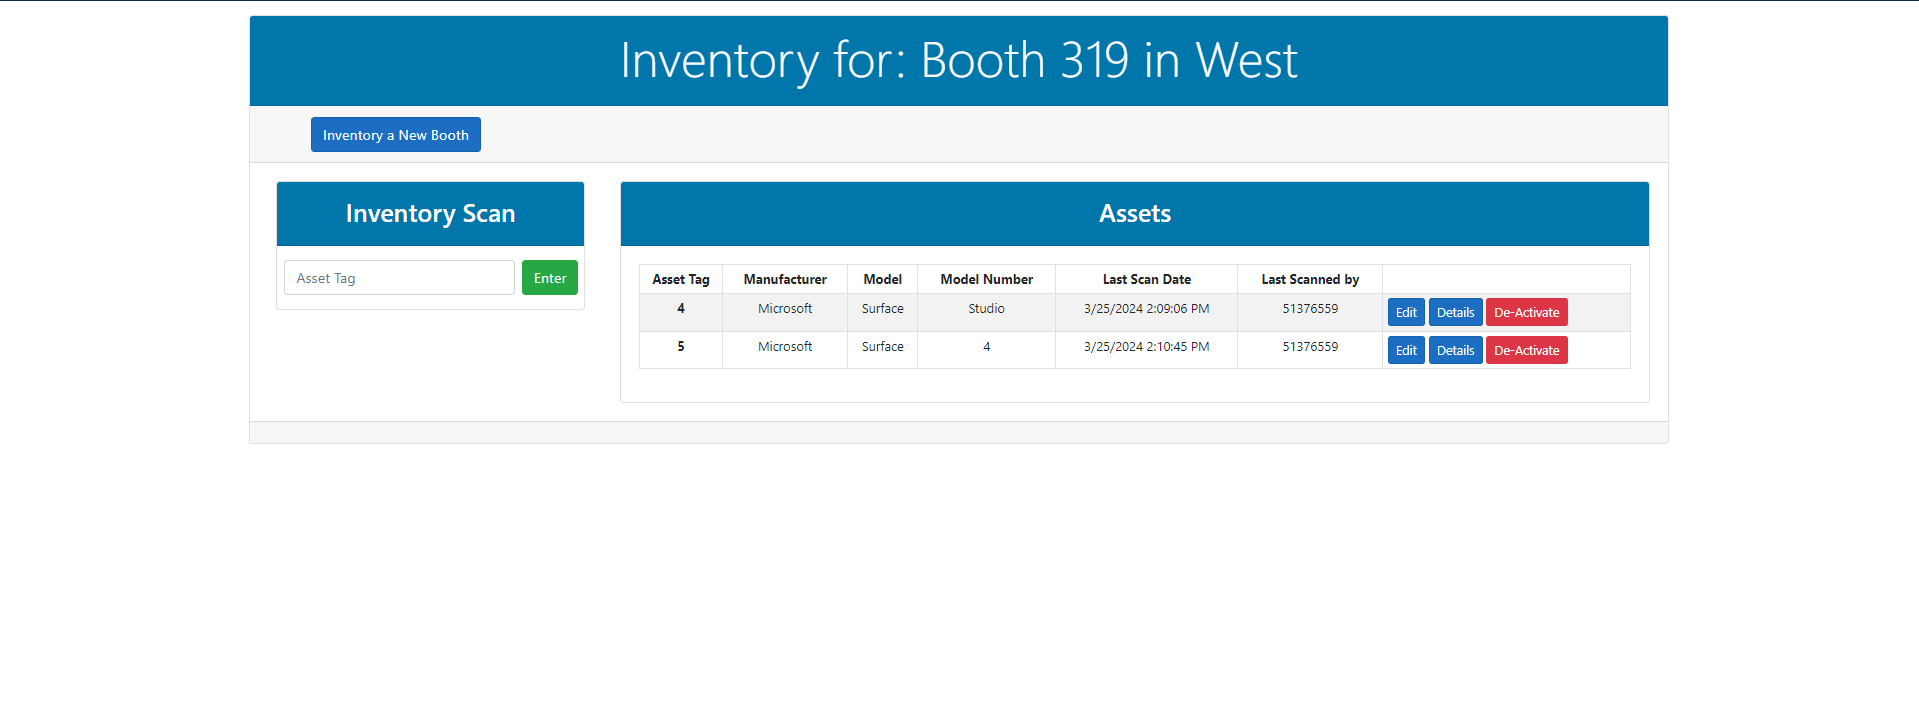 Inventory for: Booth 319 in West
Inventory a New Booth
Inventory Scan
Asset Tag
Enter
Assets
Asset Tag Manufacturer Model Model Number Last Scan Date Last Scanned by
4 Microsoft Surface Studio 3/25/2024 2:09:06 PM 51376559 Edit Details De-Activate
5 Microsoft Surface 4 3/25/2024 2:10:45 PM 51376559 Edit Details De-Activate